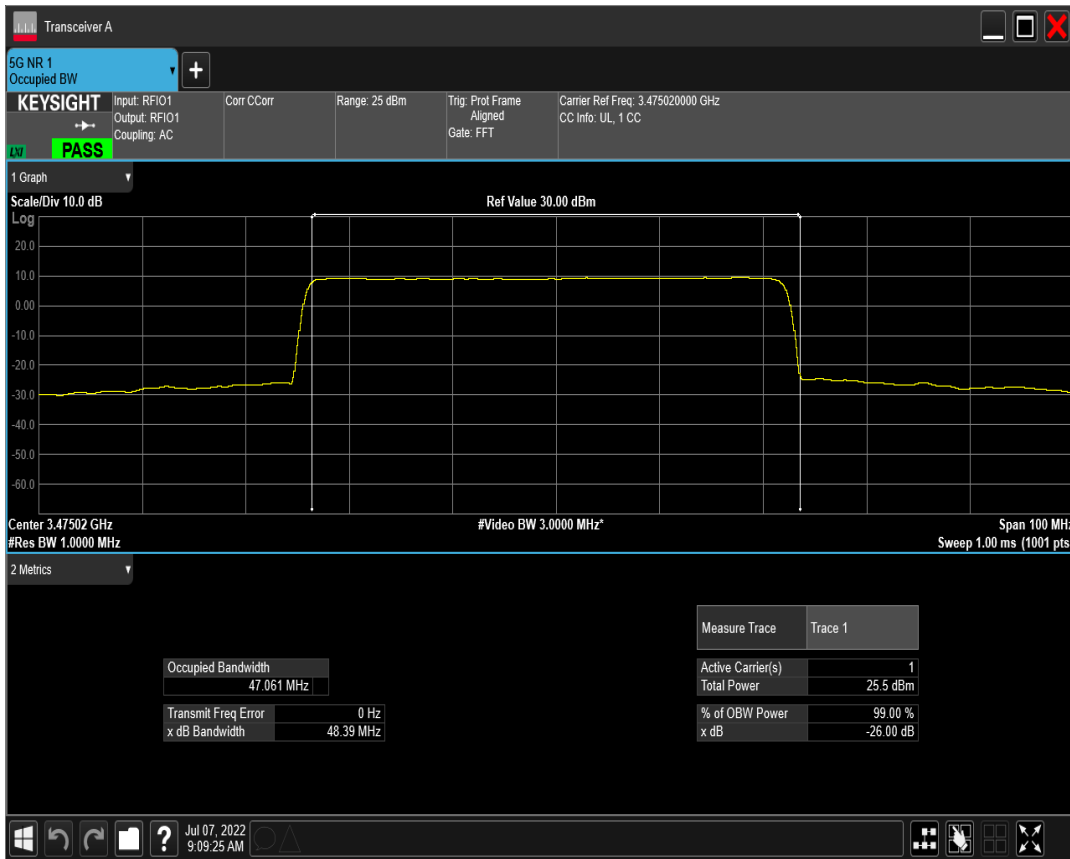 Transceiver A
5G NR 1
Occupied BW
+
KEYSIGHT
LXI
PASS
Input: RFIO1
Output: RFIO1
Coupling: AC
Corr CCorr
Range: 25 dBm
Trig: Prot Frame
Aligned
Gate: FFT
Carrier Ref Freq: 3.475020000 GHz
CC Info: UL, 1 CC
1 Graph
Scale/Div 10.0 dB
Ref Value 30.00 dBm
Log
20.0
10.0
0.00
-10.0
-20.0
-30.0
-40.0
-50.0
-60.0
Center 3.47502 GHz
#Video BW 3.0000 MHz*
Span 100 MHz
#Res BW 1.0000 MHz
Sweep 1.00 ms (1001 pts
2 Metrics
Measure Trace Trace 1
Occupied Bandwidth
47.061 MHz
Active Carrier(s) 1
Total Power 25.5 dBm
Transmit Freq Error 0 Hz
x dB Bandwidth 48.39 MHz
% of OBW Power 99.00 %
x dB -26.00 dB
?
Jul 07, 2022
9:09:25 AM